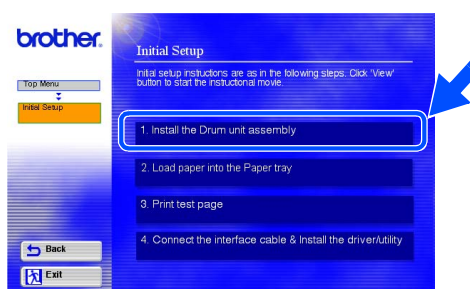 brother.
Top Menu
Initial Setup
Initial Setup
Initial setup instructions are as in the following steps. Click 'View'
button to start the instructional movie.
1. Install the Drum unit assembly
2. Load paper into the Paper tray
3. Print test page
4. Connect the interface cable & Install the driver/utility
Back
Exit